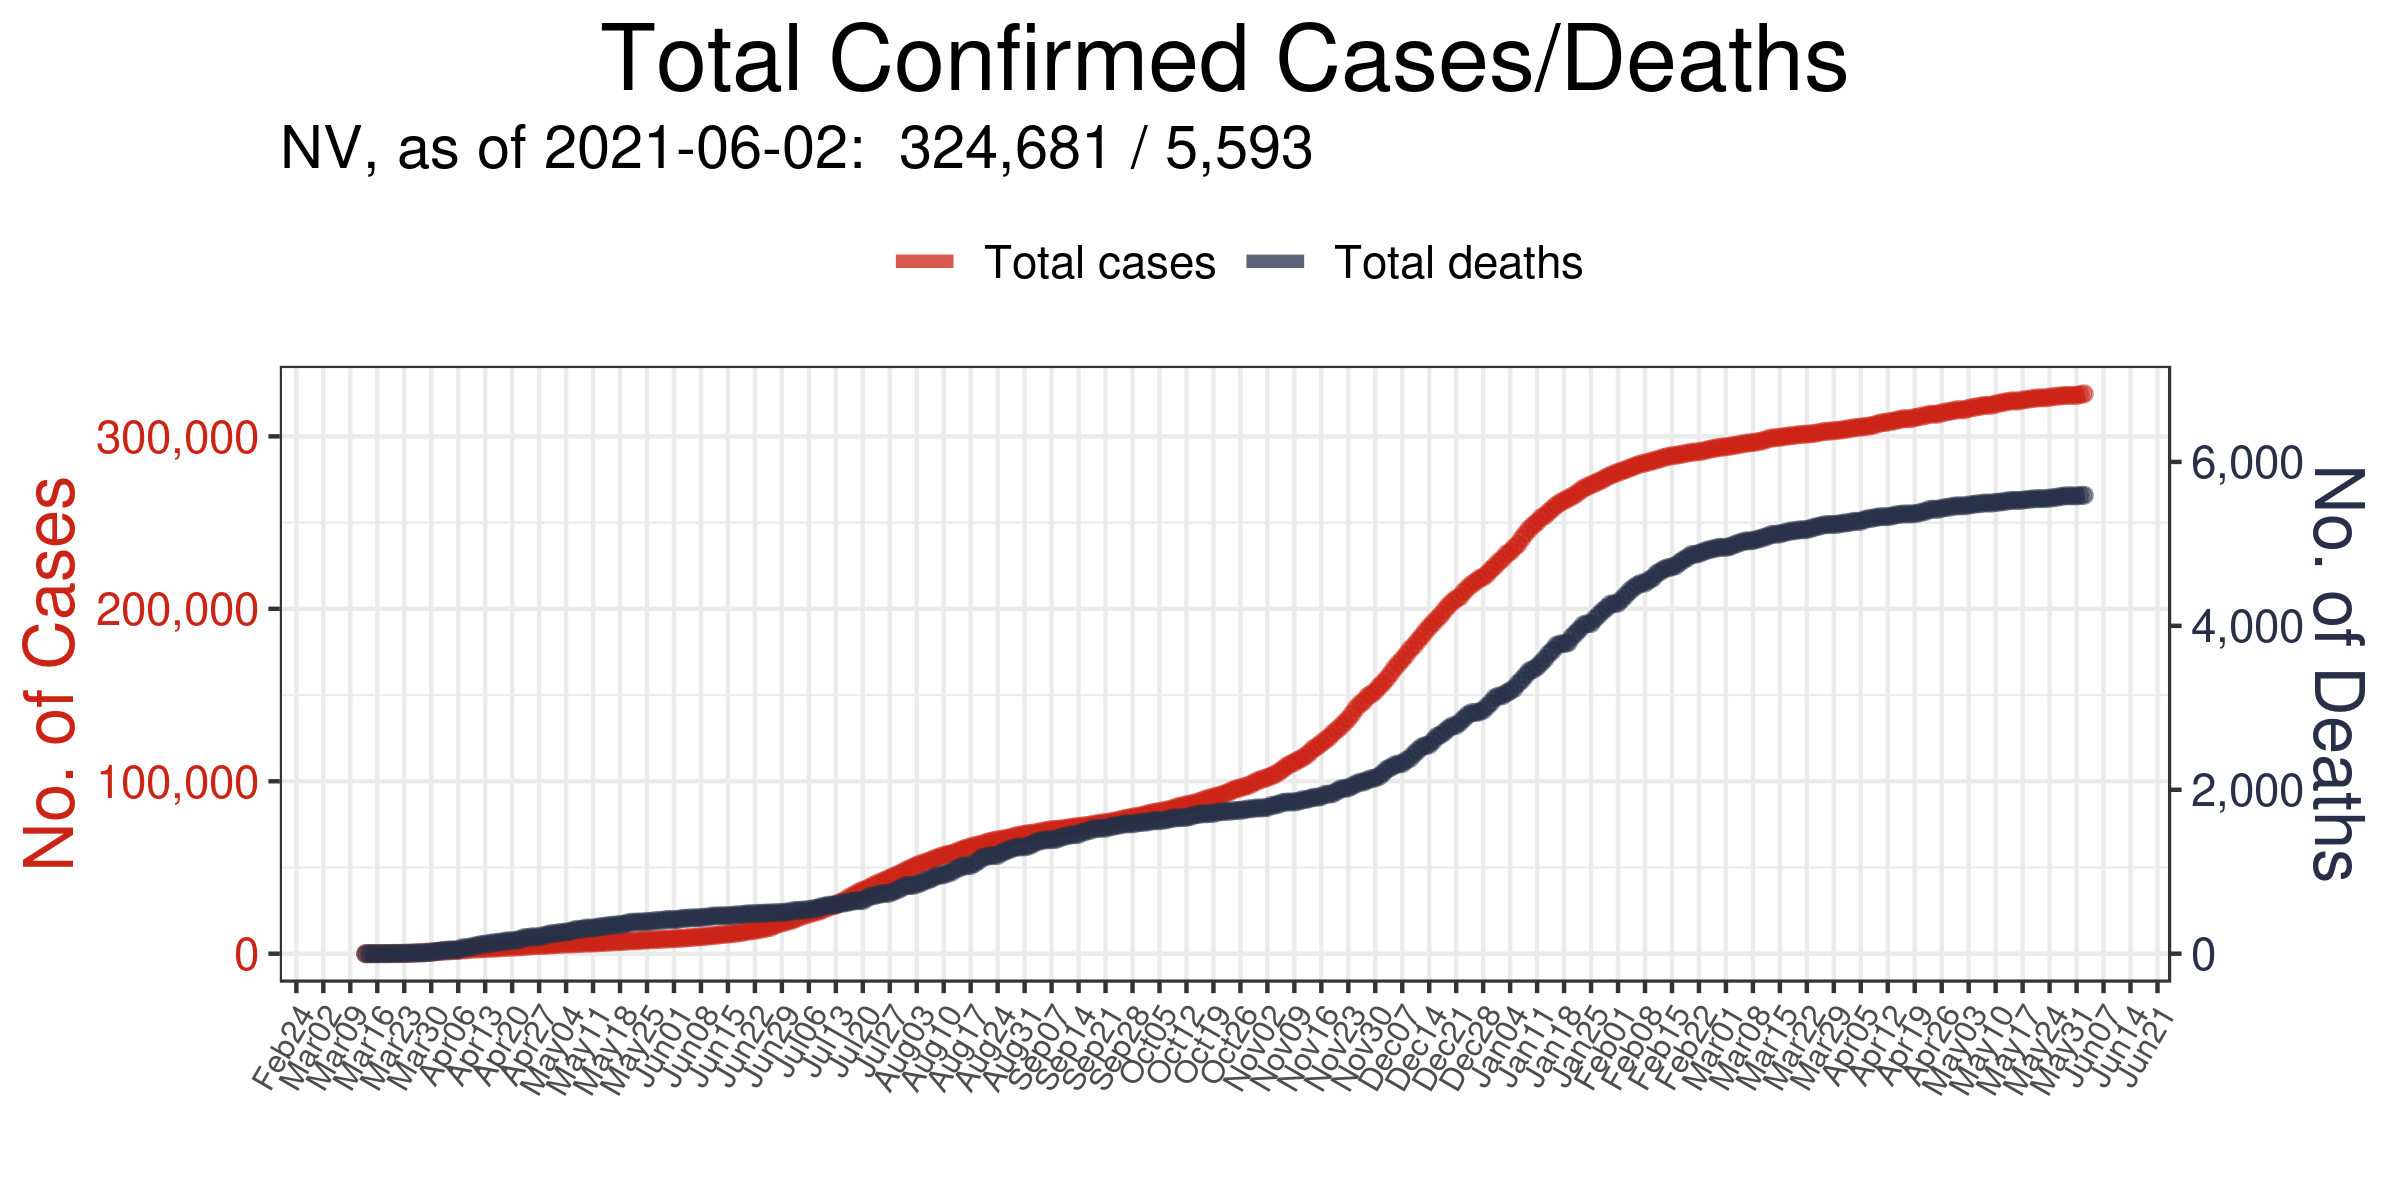 Total Confirmed Cases/Deaths
NV, as of 2021-06-02:  324,681 / 5,593
Total cases
Total deaths
No. of Cases
300,000
200,000
100,000
0
6,000
4,000
2,000
0
No. of Deaths
Feb24
Mar02
Mar09
Mar16
Mar23
Mar30
Apr06
Apr13
Apr20
Apr27
May04
May11
May18
May25
Jun01
Jun08
Jun15
Jun22
Jun29
Jul06
Jul13
Jul20
Jul27
Aug03
Aug10
Aug17
Aug24
Aug31
Sep07
Sep14
Sep21
Sep28
Oct05
Oct12
Oct19
Oct26
Nov02
Nov09
Nov16
Nov23
Nov30
Dec07
Dec14
Dec21
Dec28
Jan04
Jan11
Jan18
Jan25
Feb01
Feb08
Feb15
Feb22
Mar01
Mar08
Mar15
Mar22
Mar29
Apr05
Apr12
Apr19
Apr26
May03
May10
May17
May24
May31
Jun07
Jun14
Jun21